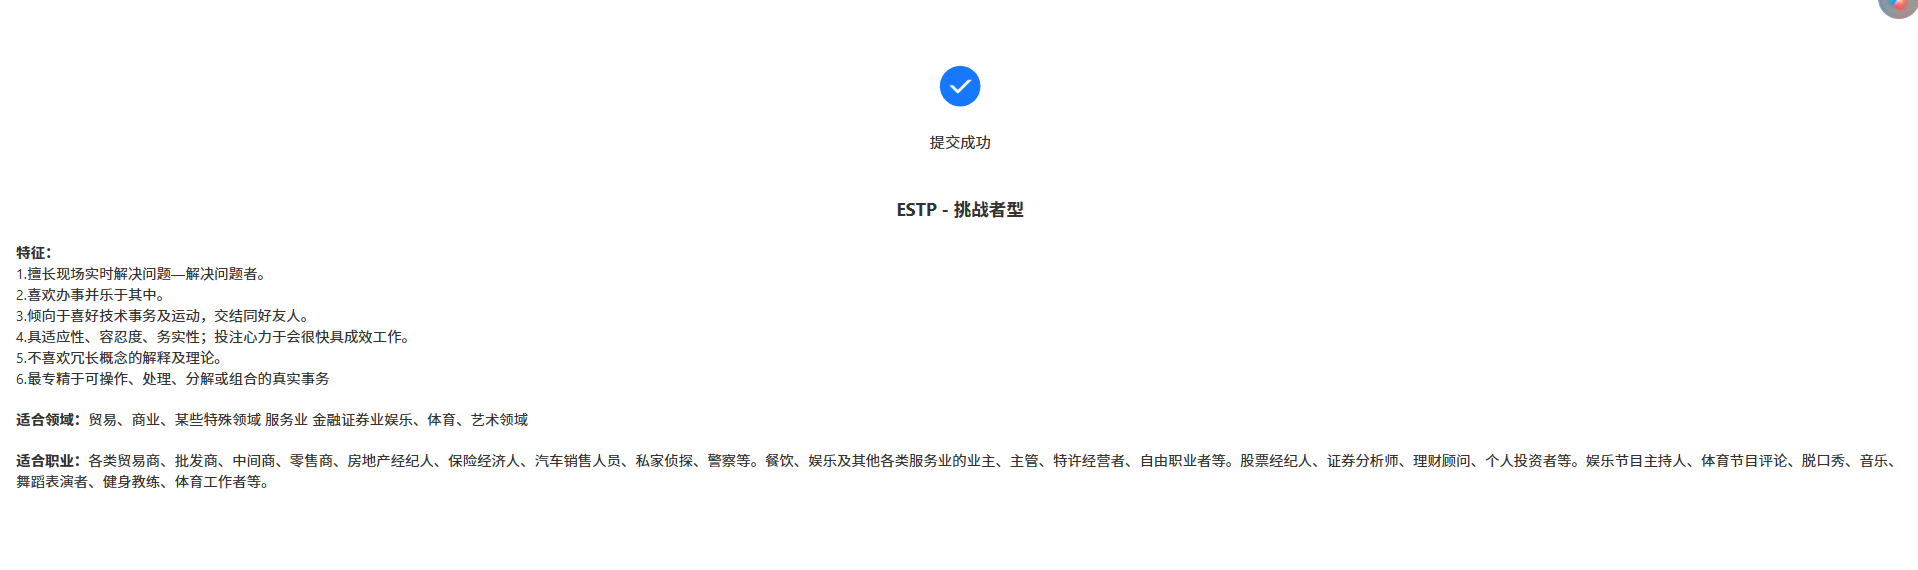 提交成功
ESTP - 挑战者型
特征：
1.擅长现场实时解决问题—解决问题者。
2.喜欢办事并乐于其中。
3.倾向于喜好技术事务及运动，交结同好友人。
4.具适应性、容忍度、务实性；投注心力于会很快具成效工作。
5.不喜欢冗长概念的解释及理论。
6.最专精于可操作、处理、分解或组合的真实事务
适合领域：贸易、商业、某些特殊领域 服务业 金融证券业娱乐、体育、艺术领域
适合职业：各类贸易商、批发商、中间商、零售商、房地产经纪人、保险经济人、汽车销售人员、私家侦探、警察等。餐饮、娱乐及其他各类服务业的业主、主管、特许经营者、自由职业者等。股票经纪人、证券分析师、理财顾问、个人投资者等。娱乐节目主持人、体育节目评论、脱口秀、音乐、
舞蹈表演者、健身教练、体育工作者等。